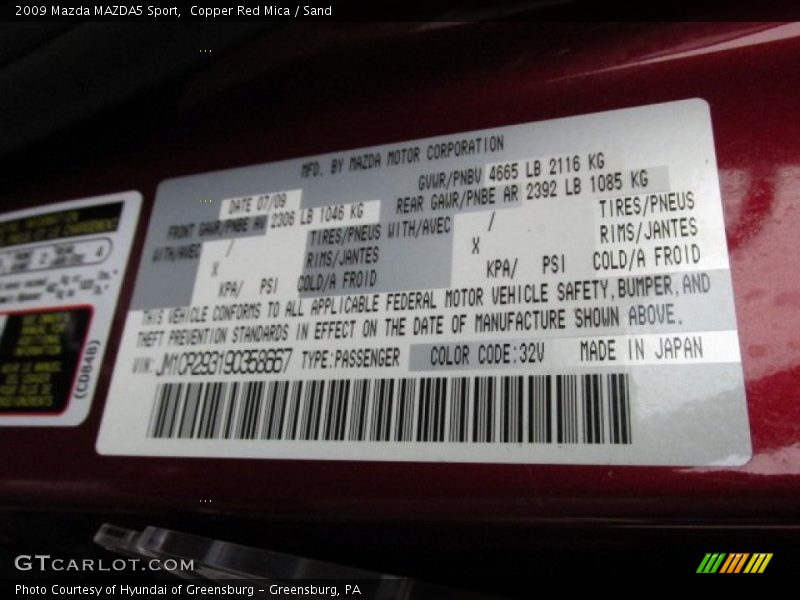 2009 Mazda MAZDA5 Sport, Copper Red Mica / Sand
MFD. BY MAZDA MOTOR CORPORATION
DATE 07/09
GVWR/PNBV 4665 LB 2116 KG
FRONT GAWR/PNBE AV 2306 LB 1046 KG
REAR GAWR/PNBE AR 2392 LB 1085 KG
WITH/AVEC / TIRES/PNEUS WITH/AVEC / TIRES/PNEUS
X RIMS/JANTES X RIMS/JANTES
KPA/ PSI COLD/A FROID KPA/ PSI COLD/A FROID
THIS VEHICLE CONFORMS TO ALL APPLICABLE FEDERAL MOTOR VEHICLE SAFETY, BUMPER, AND
THEFT PREVENTION STANDARDS IN EFFECT ON THE DATE OF MANUFACTURE SHOWN ABOVE.
VIN: JM1CR293190358667 TYPE:PASSENGER COLOR CODE:32V MADE IN JAPAN
(CD84B)
GTCARLOT.COM
Photo Courtesy of Hyundai of Greensburg - Greensburg, PA